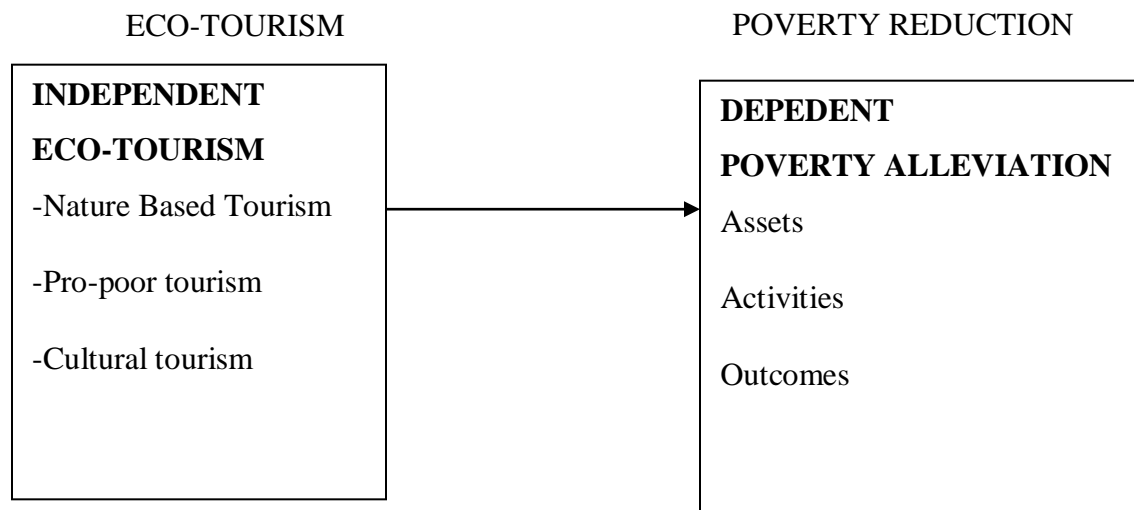 ECO-TOURISM
POVERTY REDUCTION
INDEPENDENT
ECO-TOURISM
-Nature Based Tourism
-Pro-poor tourism
-Cultural tourism
DEPEDENT
POVERTY ALLEVIATION
Assets
Activities
Outcomes